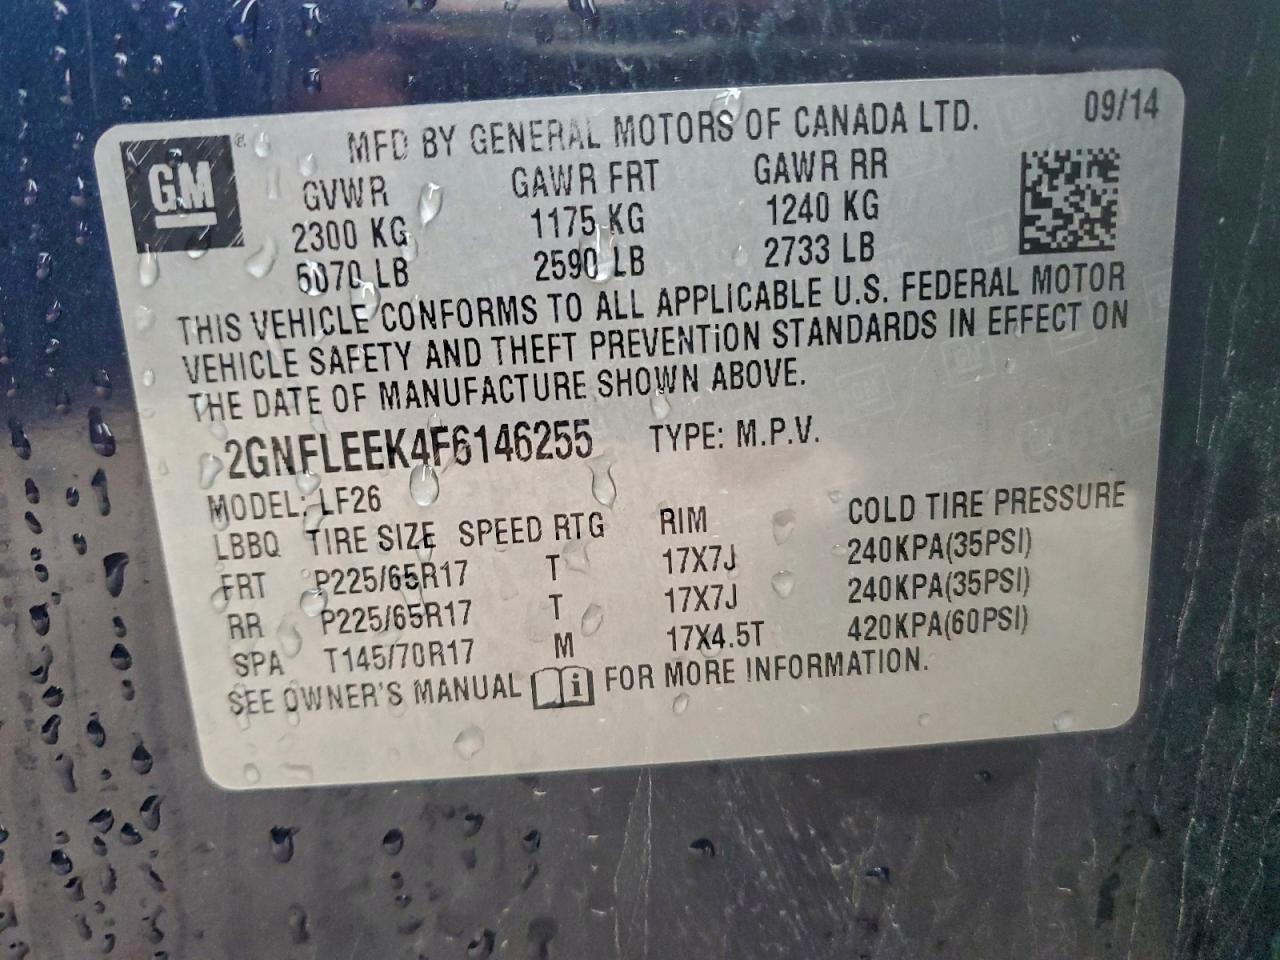 GM ®
MFD BY GENERAL MOTORS OF CANADA LTD. 09/14
GVWR GAWR FRT GAWR RR
2300 KG 1175 KG 1240 KG
5070 LB 2590 LB 2733 LB
THIS VEHICLE CONFORMS TO ALL APPLICABLE U.S. FEDERAL MOTOR
VEHICLE SAFETY AND THEFT PREVENTION STANDARDS IN EFFECT ON
THE DATE OF MANUFACTURE SHOWN ABOVE.
2GNFLEEK4F6146255 TYPE: M.P.V.
MODEL: LF26
LBBQ TIRE SIZE SPEED RTG RIM COLD TIRE PRESSURE
FRT P225/65R17 T 17X7J 240KPA(35PSI)
RR P225/65R17 T 17X7J 240KPA(35PSI)
SPA T145/70R17 M 17X4.5T 420KPA(60PSI)
SEE OWNER'S MANUAL i FOR MORE INFORMATION.